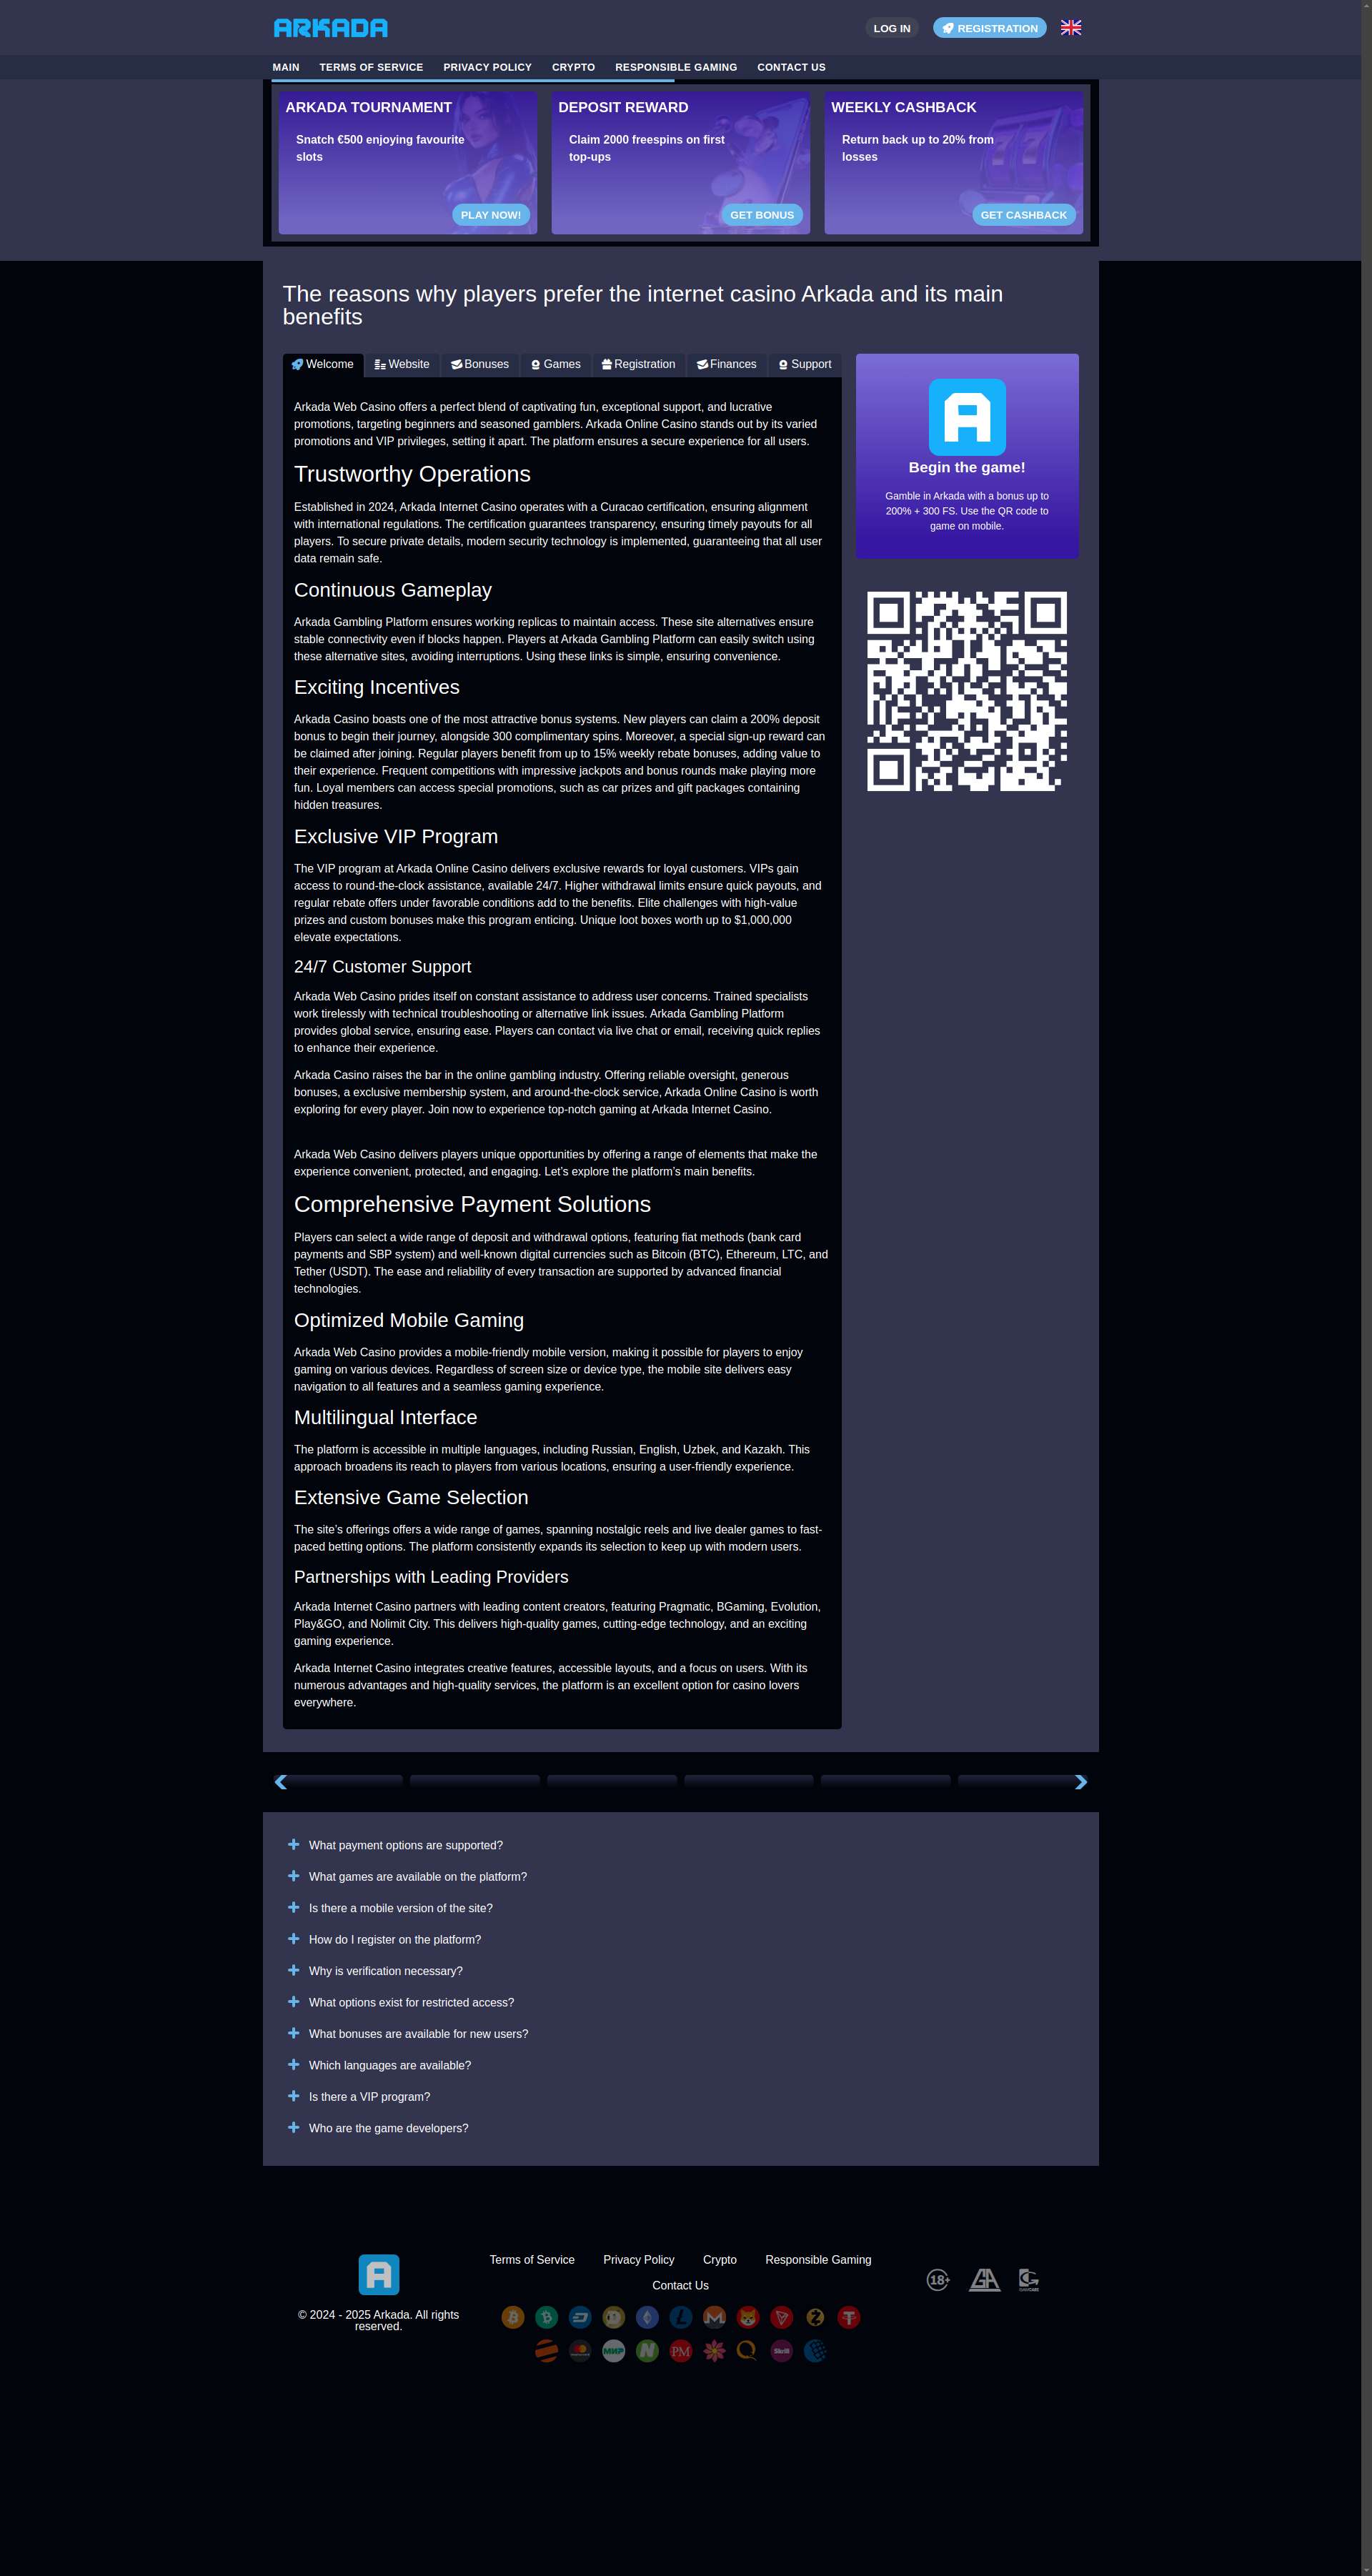 ARKADA
LOG IN
REGISTRATION
MAIN
TERMS OF SERVICE
PRIVACY POLICY
CRYPTO
RESPONSIBLE GAMING
CONTACT US
ARKADA TOURNAMENT
Snatch €500 enjoying favourite
slots
PLAY NOW!
DEPOSIT REWARD
Claim 2000 freespins on first
top-ups
GET BONUS
WEEKLY CASHBACK
Return back up to 20% from
losses
GET CASHBACK
The reasons why players prefer the internet casino Arkada and its main
benefits
Welcome
Website
Bonuses
Games
Registration
Finances
Support
Arkada Web Casino offers a perfect blend of captivating fun, exceptional support, and lucrative
promotions, targeting beginners and seasoned gamblers. Arkada Online Casino stands out by its varied
promotions and VIP privileges, setting it apart. The platform ensures a secure experience for all users.
Trustworthy Operations
Established in 2024, Arkada Internet Casino operates with a Curacao certification, ensuring alignment
with international regulations. The certification guarantees transparency, ensuring timely payouts for all
players. To secure private details, modern security technology is implemented, guaranteeing that all user
data remain safe.
Continuous Gameplay
Arkada Gambling Platform ensures working replicas to maintain access. These site alternatives ensure
stable connectivity even if blocks happen. Players at Arkada Gambling Platform can easily switch using
these alternative sites, avoiding interruptions. Using these links is simple, ensuring convenience.
Exciting Incentives
Arkada Casino boasts one of the most attractive bonus systems. New players can claim a 200% deposit
bonus to begin their journey, alongside 300 complimentary spins. Moreover, a special sign-up reward can
be claimed after joining. Regular players benefit from up to 15% weekly rebate bonuses, adding value to
their experience. Frequent competitions with impressive jackpots and bonus rounds make playing more
fun. Loyal members can access special promotions, such as car prizes and gift packages containing
hidden treasures.
Exclusive VIP Program
The VIP program at Arkada Online Casino delivers exclusive rewards for loyal customers. VIPs gain
access to round-the-clock assistance, available 24/7. Higher withdrawal limits ensure quick payouts, and
regular rebate offers under favorable conditions add to the benefits. Elite challenges with high-value
prizes and custom bonuses make this program enticing. Unique loot boxes worth up to $1,000,000
elevate expectations.
24/7 Customer Support
Arkada Web Casino prides itself on constant assistance to address user concerns. Trained specialists
work tirelessly with technical troubleshooting or alternative link issues. Arkada Gambling Platform
provides global service, ensuring ease. Players can contact via live chat or email, receiving quick replies
to enhance their experience.
Arkada Casino raises the bar in the online gambling industry. Offering reliable oversight, generous
bonuses, a exclusive membership system, and around-the-clock service, Arkada Online Casino is worth
exploring for every player. Join now to experience top-notch gaming at Arkada Internet Casino.
Arkada Web Casino delivers players unique opportunities by offering a range of elements that make the
experience convenient, protected, and engaging. Let’s explore the platform’s main benefits.
Comprehensive Payment Solutions
Players can select a wide range of deposit and withdrawal options, featuring fiat methods (bank card
payments and SBP system) and well-known digital currencies such as Bitcoin (BTC), Ethereum, LTC, and
Tether (USDT). The ease and reliability of every transaction are supported by advanced financial
technologies.
Optimized Mobile Gaming
Arkada Web Casino provides a mobile-friendly mobile version, making it possible for players to enjoy
gaming on various devices. Regardless of screen size or device type, the mobile site delivers easy
navigation to all features and a seamless gaming experience.
Multilingual Interface
The platform is accessible in multiple languages, including Russian, English, Uzbek, and Kazakh. This
approach broadens its reach to players from various locations, ensuring a user-friendly experience.
Extensive Game Selection
The site’s offerings offers a wide range of games, spanning nostalgic reels and live dealer games to fast-
paced betting options. The platform consistently expands its selection to keep up with modern users.
Partnerships with Leading Providers
Arkada Internet Casino partners with leading content creators, featuring Pragmatic, BGaming, Evolution,
Play&GO, and Nolimit City. This delivers high-quality games, cutting-edge technology, and an exciting
gaming experience.
Arkada Internet Casino integrates creative features, accessible layouts, and a focus on users. With its
numerous advantages and high-quality services, the platform is an excellent option for casino lovers
everywhere.
A
Begin the game!
Gamble in Arkada with a bonus up to
200% + 300 FS. Use the QR code to
game on mobile.
What payment options are supported?
What games are available on the platform?
Is there a mobile version of the site?
How do I register on the platform?
Why is verification necessary?
What options exist for restricted access?
What bonuses are available for new users?
Which languages are available?
Is there a VIP program?
Who are the game developers?
A
© 2024 - 2025 Arkada. All rights
reserved.
Terms of Service
Privacy Policy
Crypto
Responsible Gaming
Contact Us
18+
GA
МИР
PM
Skrill